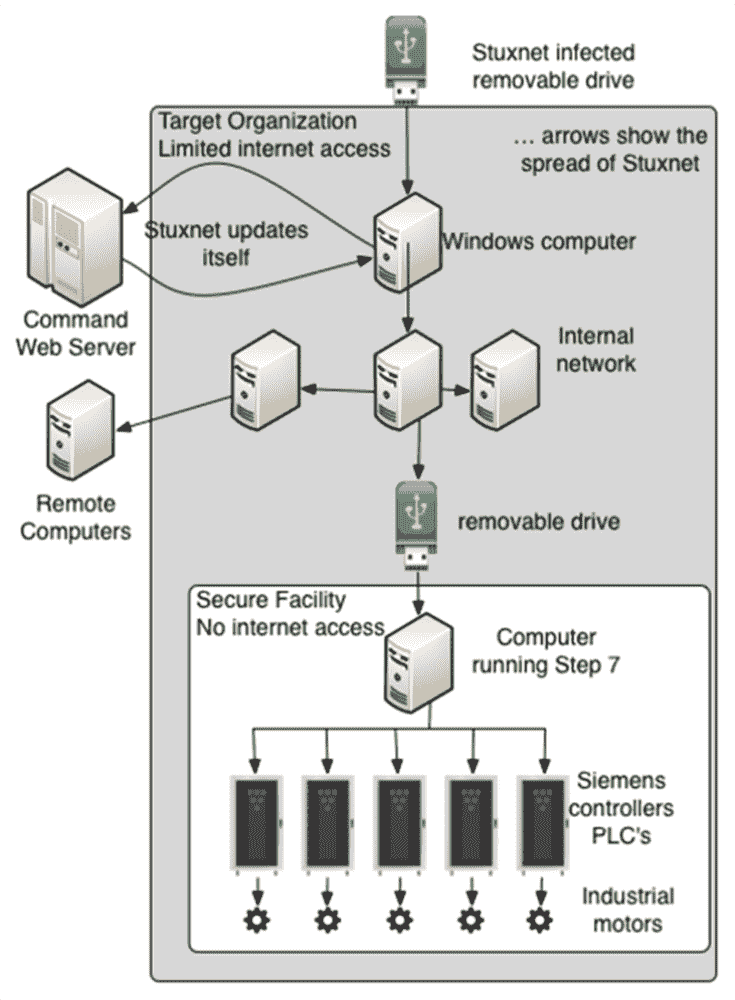 Stuxnet infected
removable drive
Target Organization
Limited internet access
... arrows show the
spread of Stuxnet
Stuxnet updates
itself
Windows computer
Command
Web Server
Internal
network
Remote
Computers
removable drive
Secure Facility
No internet access
Computer
running Step 7
Siemens
controllers
PLC's
Industrial
motors